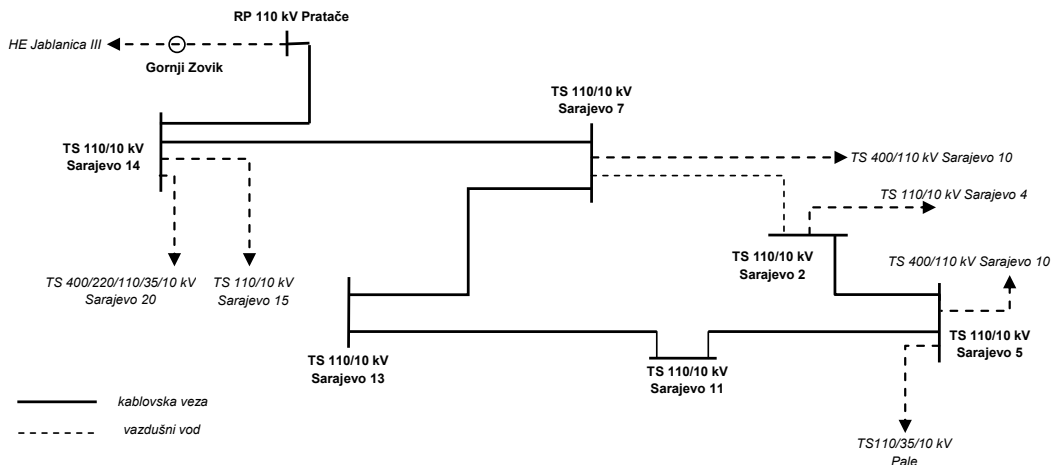 RP 110 kV Pratače
HE Jablanica III
Gornji Zovik
TS 110/10 kV
Sarajevo 7
TS 110/10 kV
Sarajevo 14
TS 400/110 kV Sarajevo 10
TS 110/10 kV Sarajevo 4
TS 110/10 kV
Sarajevo 2
TS 400/110 kV Sarajevo 10
TS 400/220/110/35/10 kV
Sarajevo 20
TS 110/10 kV
Sarajevo 15
TS 110/10 kV
Sarajevo 5
TS 110/10 kV
Sarajevo 13
TS 110/10 kV
Sarajevo 11
kablovska veza
vazdušni vod
TS110/35/10 kV
Pale